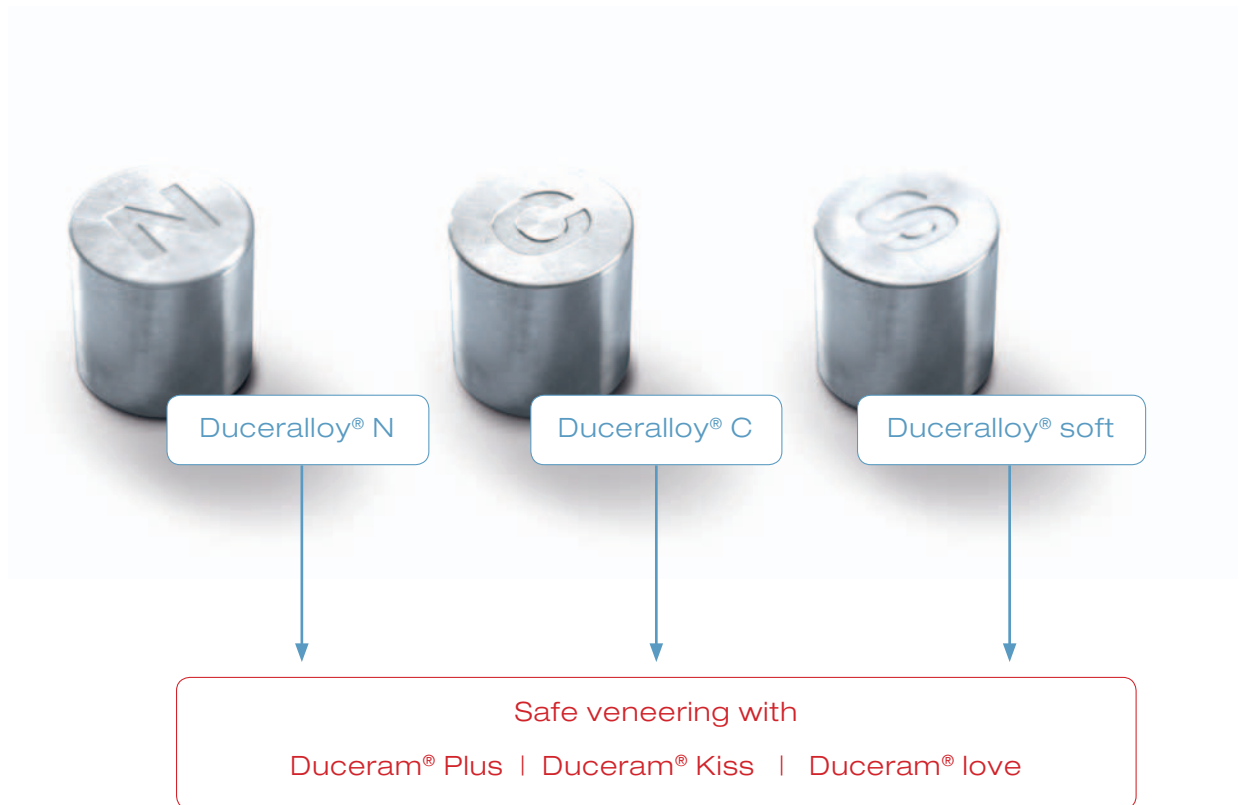 N
C
S
Duceralloy® N
Duceralloy® C
Duceralloy® soft
Safe veneering with
Duceram® Plus | Duceram® Kiss | Duceram® love